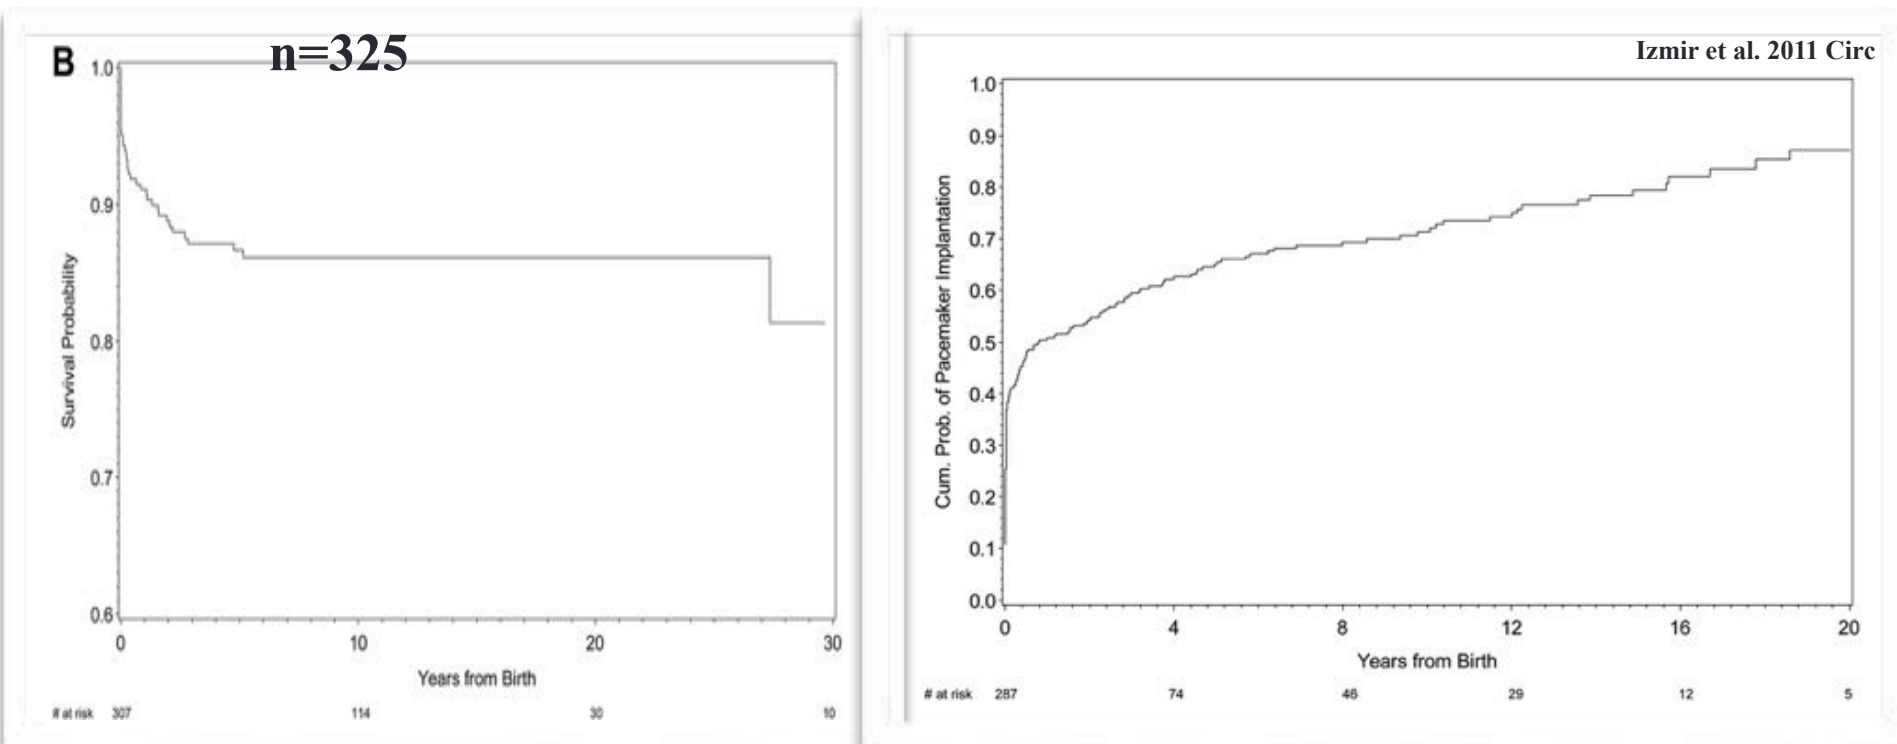 B
n=325
1.0
0.9
0.8
0.7
0.6
Survival Probability
0 10 20 30
Years from Birth
# at risk 307 114 30 10
Izmir et al. 2011 Circ
1.0
0.9
0.8
0.7
0.6
0.5
0.4
0.3
0.2
0.1
0.0
Cum. Prob. of Pacemaker Implantation
0 4 8 12 16 20
Years from Birth
# at risk 287 74 46 29 12 5